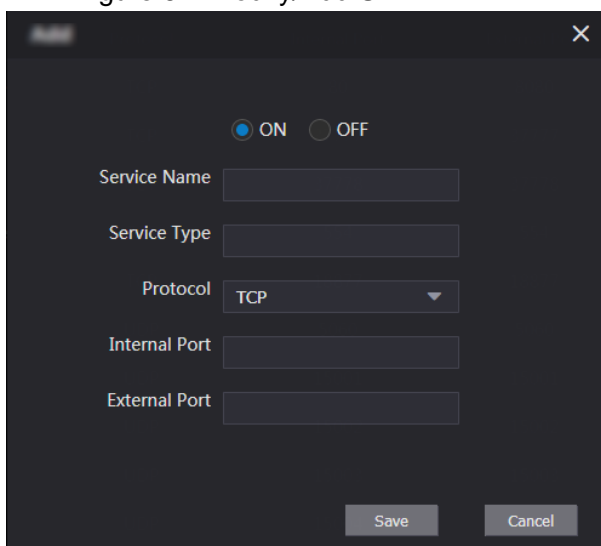 ON OFF
Service Name
Service Type
Protocol TCP
Internal Port
External Port
Save Cancel